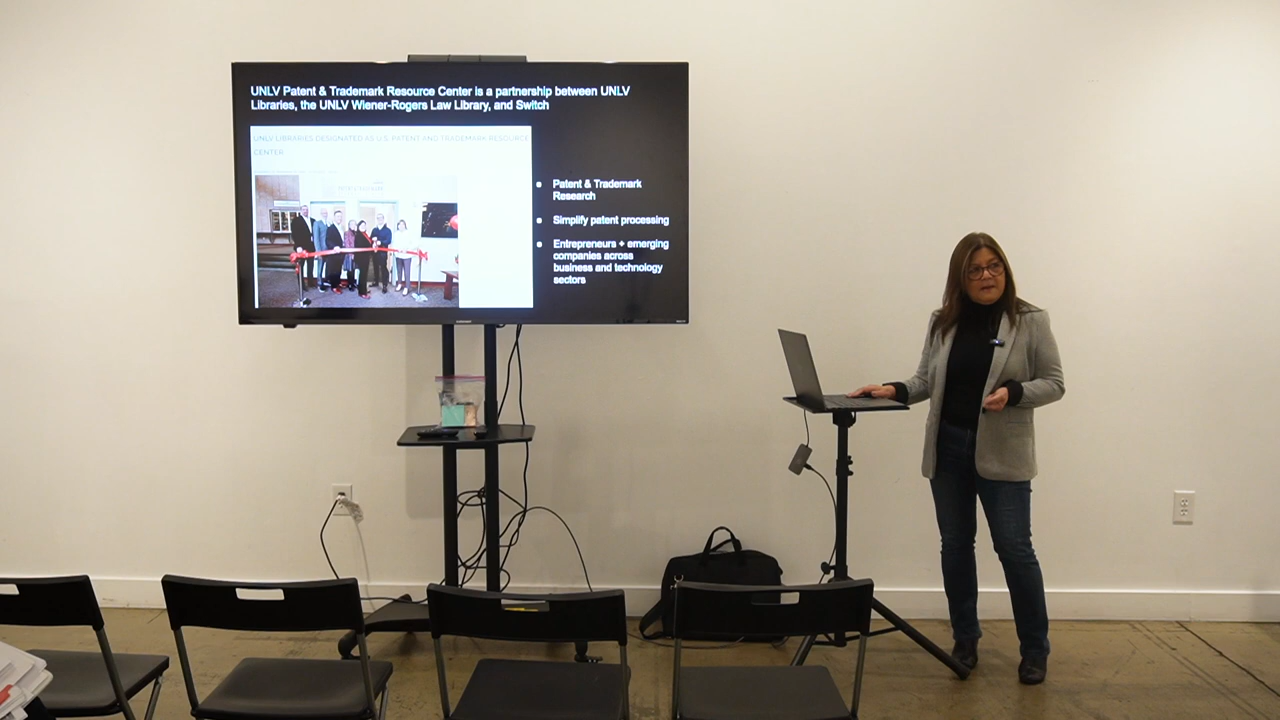 UNLV Patent & Trademark Resource Center is a partnership between UNLV
Libraries, the UNLV Wiener-Rogers Law Library, and Switch
UNLV LIBRARIES DESIGNATED AS U.S. PATENT AND TRADEMARK RESOURCE
CENTER
Patent & Trademark
Research
Simplify patent processing
Entrepreneurs + emerging
companies across
business and technology
sectors